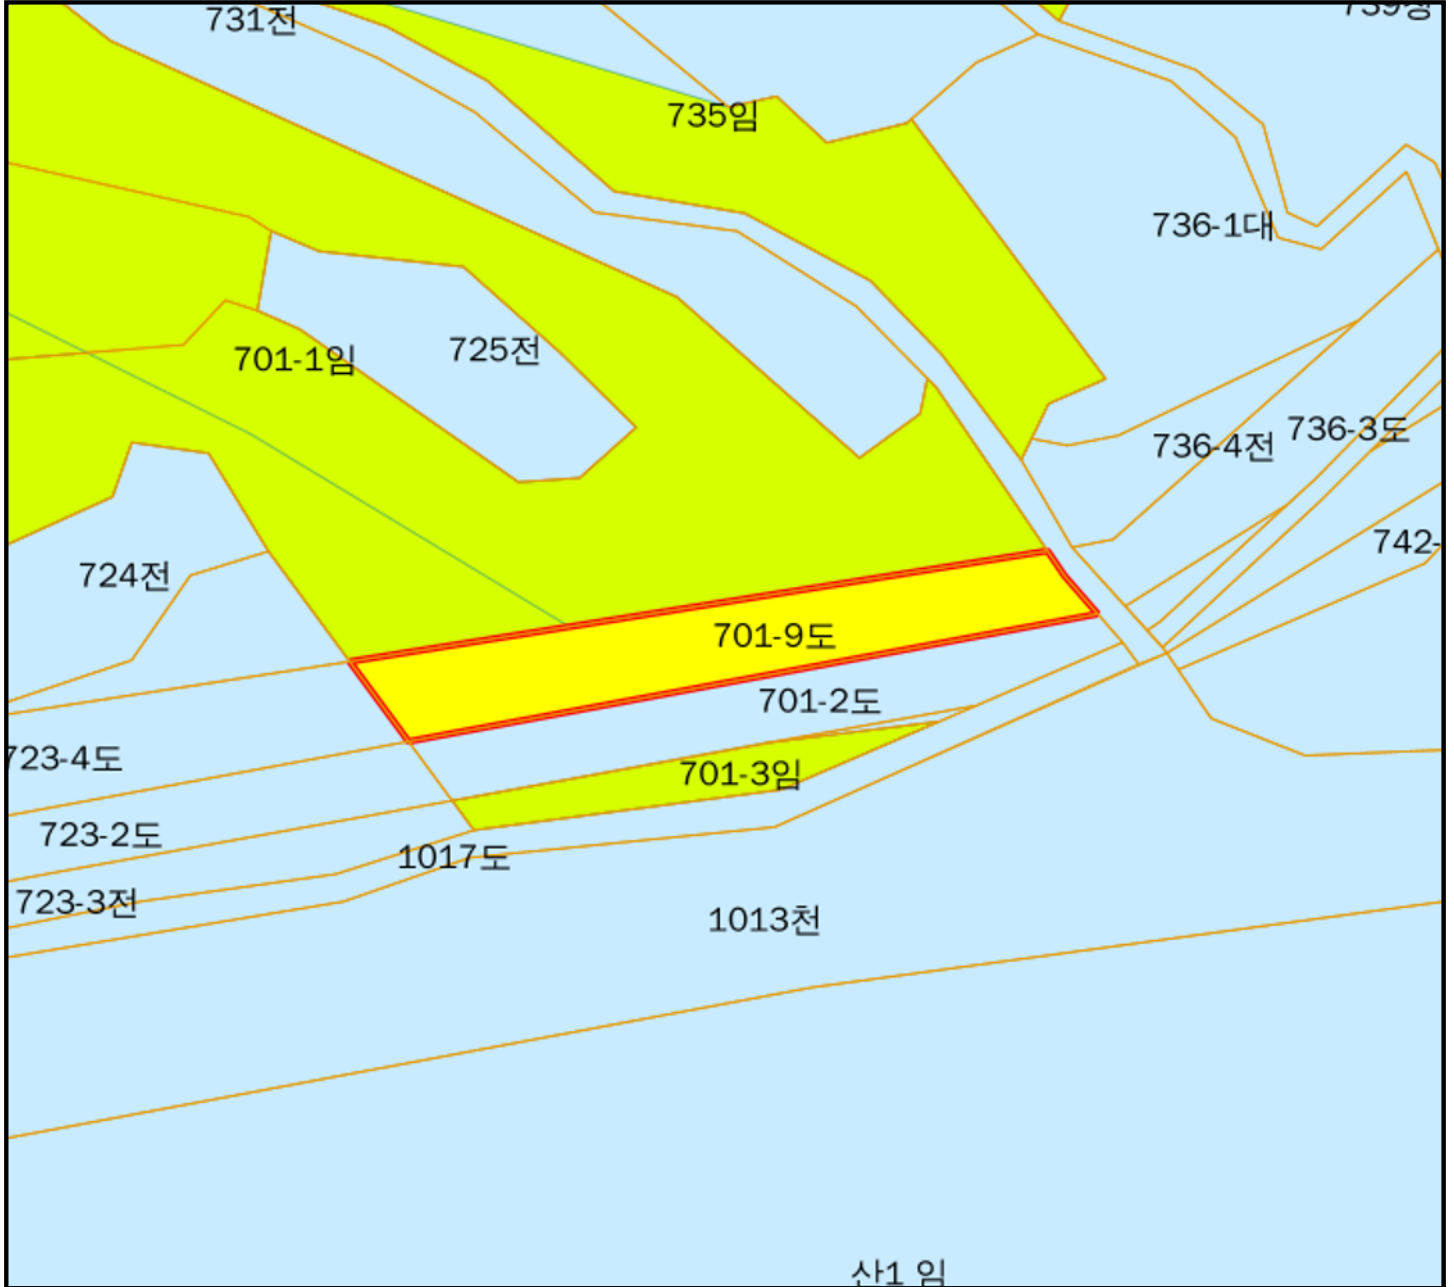 731전
735임
736-1대
725전
701-1임
736-3도
736-4전
742-
724전
701-9도
701-2도
723-4도
701-3임
723-2도
1017도
723-3전
1013천
산1 임